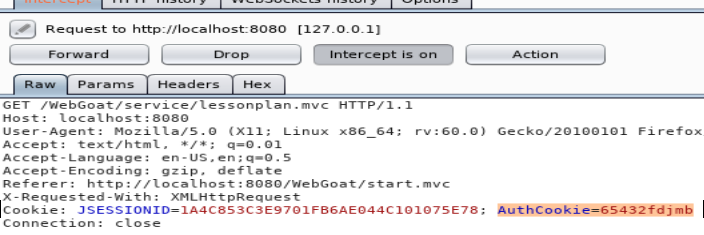 Intercept HTTP history WebSockets history Options
Request to http://localhost:8080 [127.0.0.1]
Forward Drop Intercept is on Action
Raw Params Headers Hex
GET /WebGoat/service/lessonplan.mvc HTTP/1.1
Host: localhost:8080
User-Agent: Mozilla/5.0 (X11; Linux x86_64; rv:60.0) Gecko/20100101 Firefox
Accept: text/html, */*; q=0.01
Accept-Language: en-US,en;q=0.5
Accept-Encoding: gzip, deflate
Referer: http://localhost:8080/WebGoat/start.mvc
X-Requested-With: XMLHttpRequest
Cookie: JSESSIONID=1A4C853C3E9701FB6AE044C101075E78; AuthCookie=65432fdjmb
Connection: close